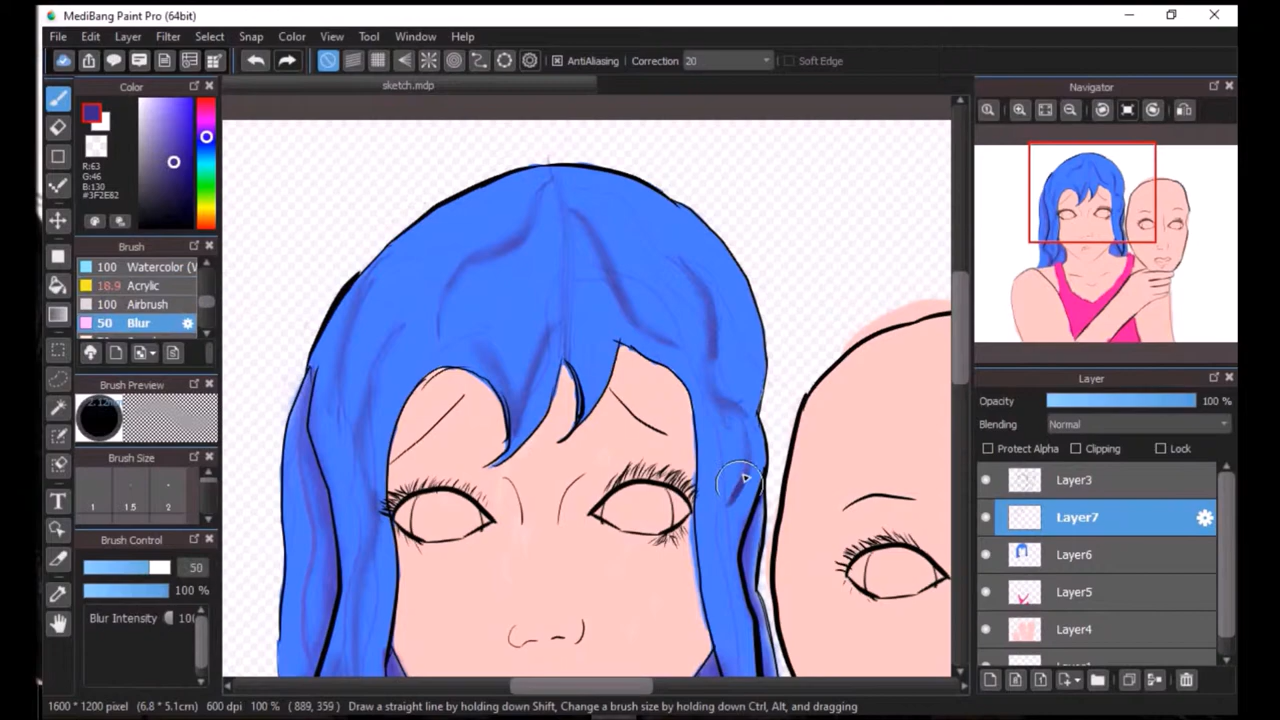 MediBang Paint Pro (64bit)
File Edit Layer Filter Select Snap Color View Tool Window Help
AntiAliasing Correction 20 Soft Edge
Color
sketch.mdp
Navigator
R:63
G:46
B:130
#3F2E82
Brush
100 Watercolor (W
18.9 Acrylic
100 Airbrush
50 Blur
Brush Preview
Brush Size
1 1.5 2
Brush Control
50
100 %
Blur Intensity 100
Layer
Opacity 100 %
Blending Normal
Protect Alpha Clipping Lock
Layer3
Layer7
Layer6
Layer5
Layer4
1600 * 1200 pixel (6.8 * 5.1cm) 600 dpi 100 % ( 889, 359 ) Draw a straight line by holding down Shift, Change a brush size by holding down Ctrl, Alt, and dragging